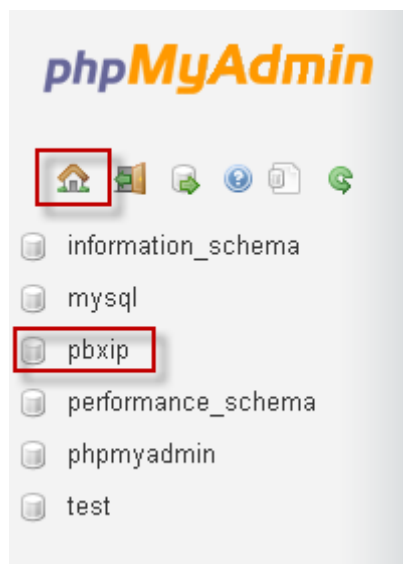 phpMyAdmin
information_schema
mysql
pbxip
performance_schema
phpmyadmin
test